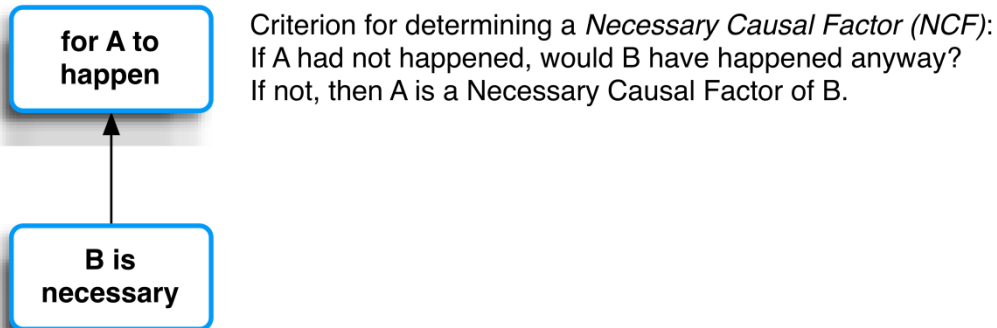 for A to
happen
Criterion for determining a Necessary Causal Factor (NCF):
If A had not happened, would B have happened anyway?
If not, then A is a Necessary Causal Factor of B.
B is
necessary